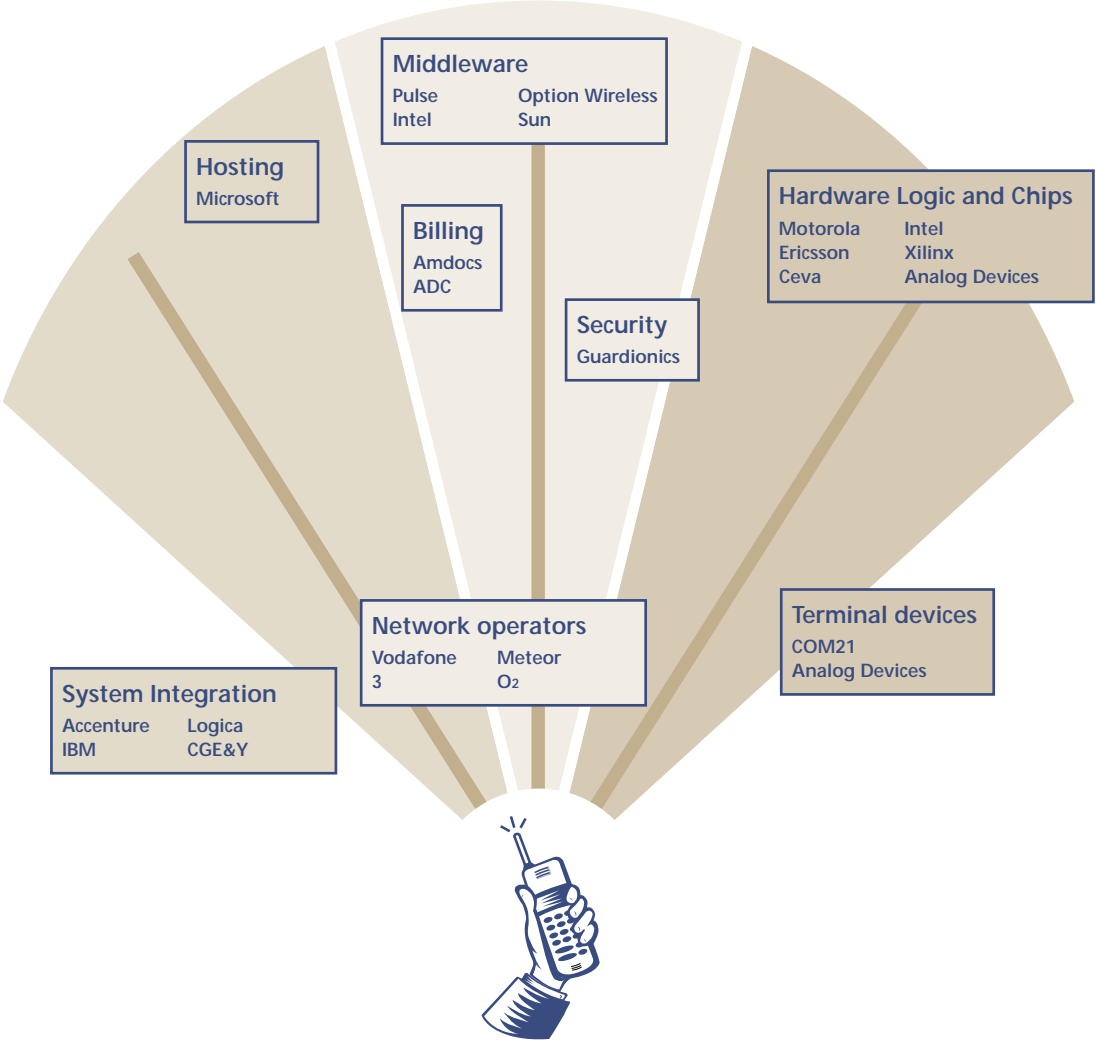 Middleware
Pulse Option Wireless
Intel Sun
Hosting
Microsoft
Billing
Amdocs
ADC
Hardware Logic and Chips
Motorola Intel
Ericsson Xilinx
Ceva Analog Devices
Security
Guardionics
Network operators
Vodafone Meteor
3 O2
Terminal devices
COM21
Analog Devices
System Integration
Accenture Logica
IBM CGE&Y